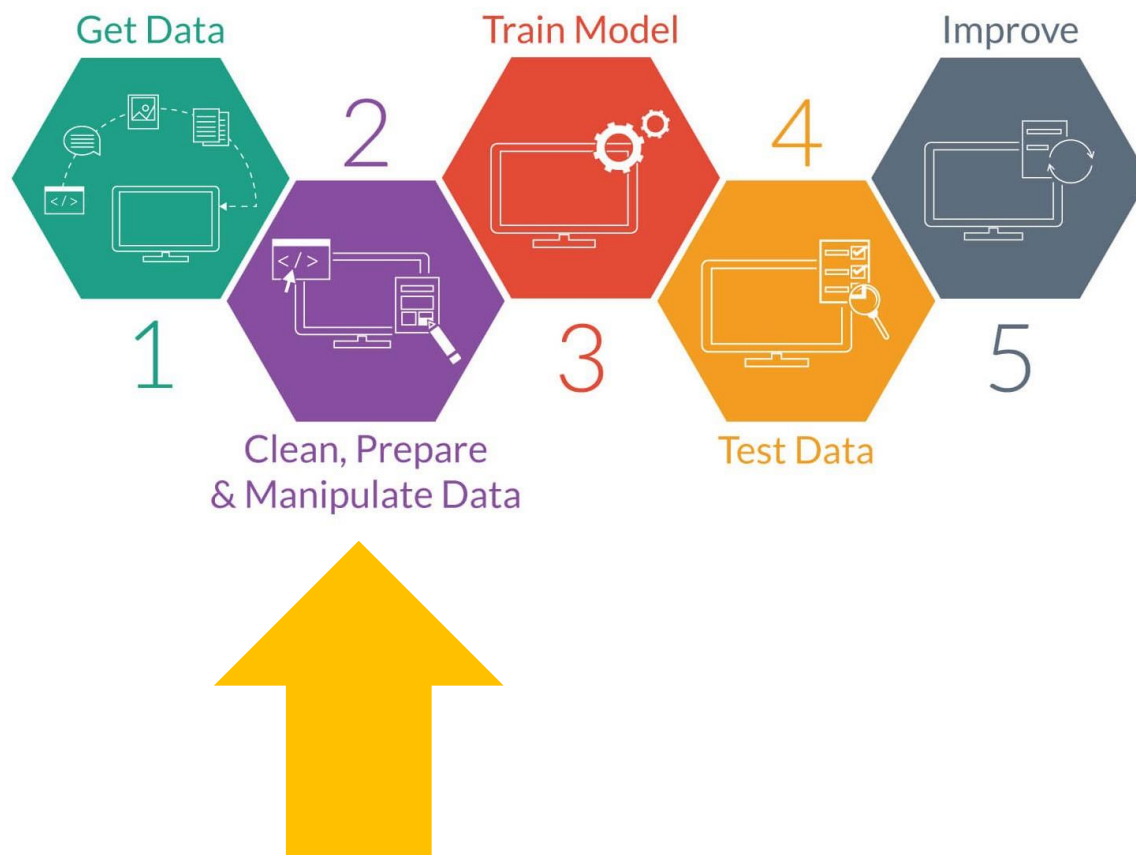 Get Data
1
</>
2
</>
Clean, Prepare
& Manipulate Data
Train Model
3
4
Test Data
Improve
5